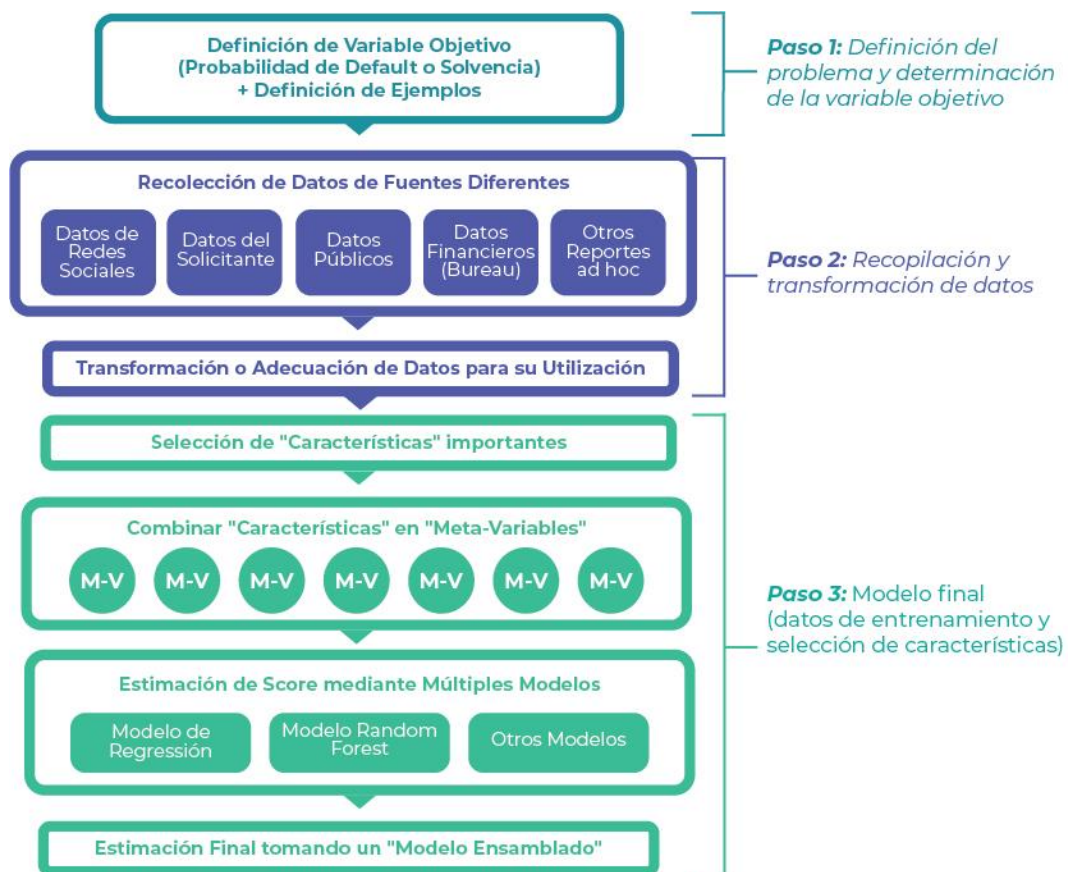 Definición de Variable Objetivo
(Probabilidad de Default o Solvencia)
+ Definición de Ejemplos
Paso 1: Definición del
problema y determinación
de la variable objetivo
Recolección de Datos de Fuentes Diferentes
Datos de
Redes
Sociales
Datos del
Solicitante
Datos
Públicos
Datos
Financieros
(Bureau)
Otros
Reportes
ad hoc
Transformación o Adecuación de Datos para su Utilización
Paso 2: Recopilación y
transformación de datos
Selección de "Característícas" importantes
Combinar "Característícas" en "Meta-Variables"
M-V M-V M-V M-V M-V M-V M-V
Estimación de Score mediante Múltiples Modelos
Modelo de
Regressión
Modelo Random
Forest
Otros Modelos
Estimación Final tomando un "Modelo Ensamblado"
Paso 3: Modelo final
(datos de entrenamiento y
selección de características)